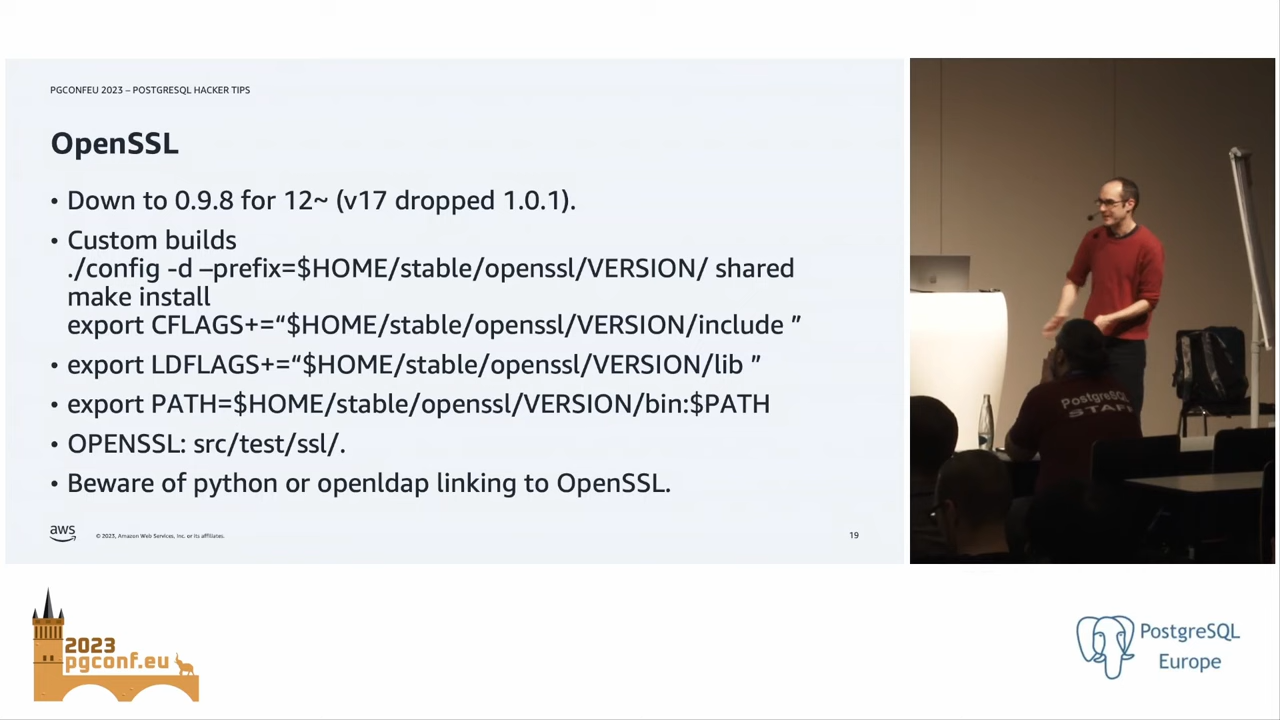 PGCONFEU 2023 – POSTGRESQL HACKER TIPS
OpenSSL
• Down to 0.9.8 for 12~ (v17 dropped 1.0.1).
• Custom builds
./config -d –prefix=$HOME/stable/openssl/VERSION/ shared
make install
export CFLAGS+=“$HOME/stable/openssl/VERSION/include ”
• export LDFLAGS+=“$HOME/stable/openssl/VERSION/lib ”
• export PATH=$HOME/stable/openssl/VERSION/bin:$PATH
• OPENSSL: src/test/ssl/.
• Beware of python or openldap linking to OpenSSL.
aws
© 2023, Amazon Web Services, Inc. or its affiliates.
19
PostgreSQL
STAFF
2023
pgconf.eu
PostgreSQL
Europe